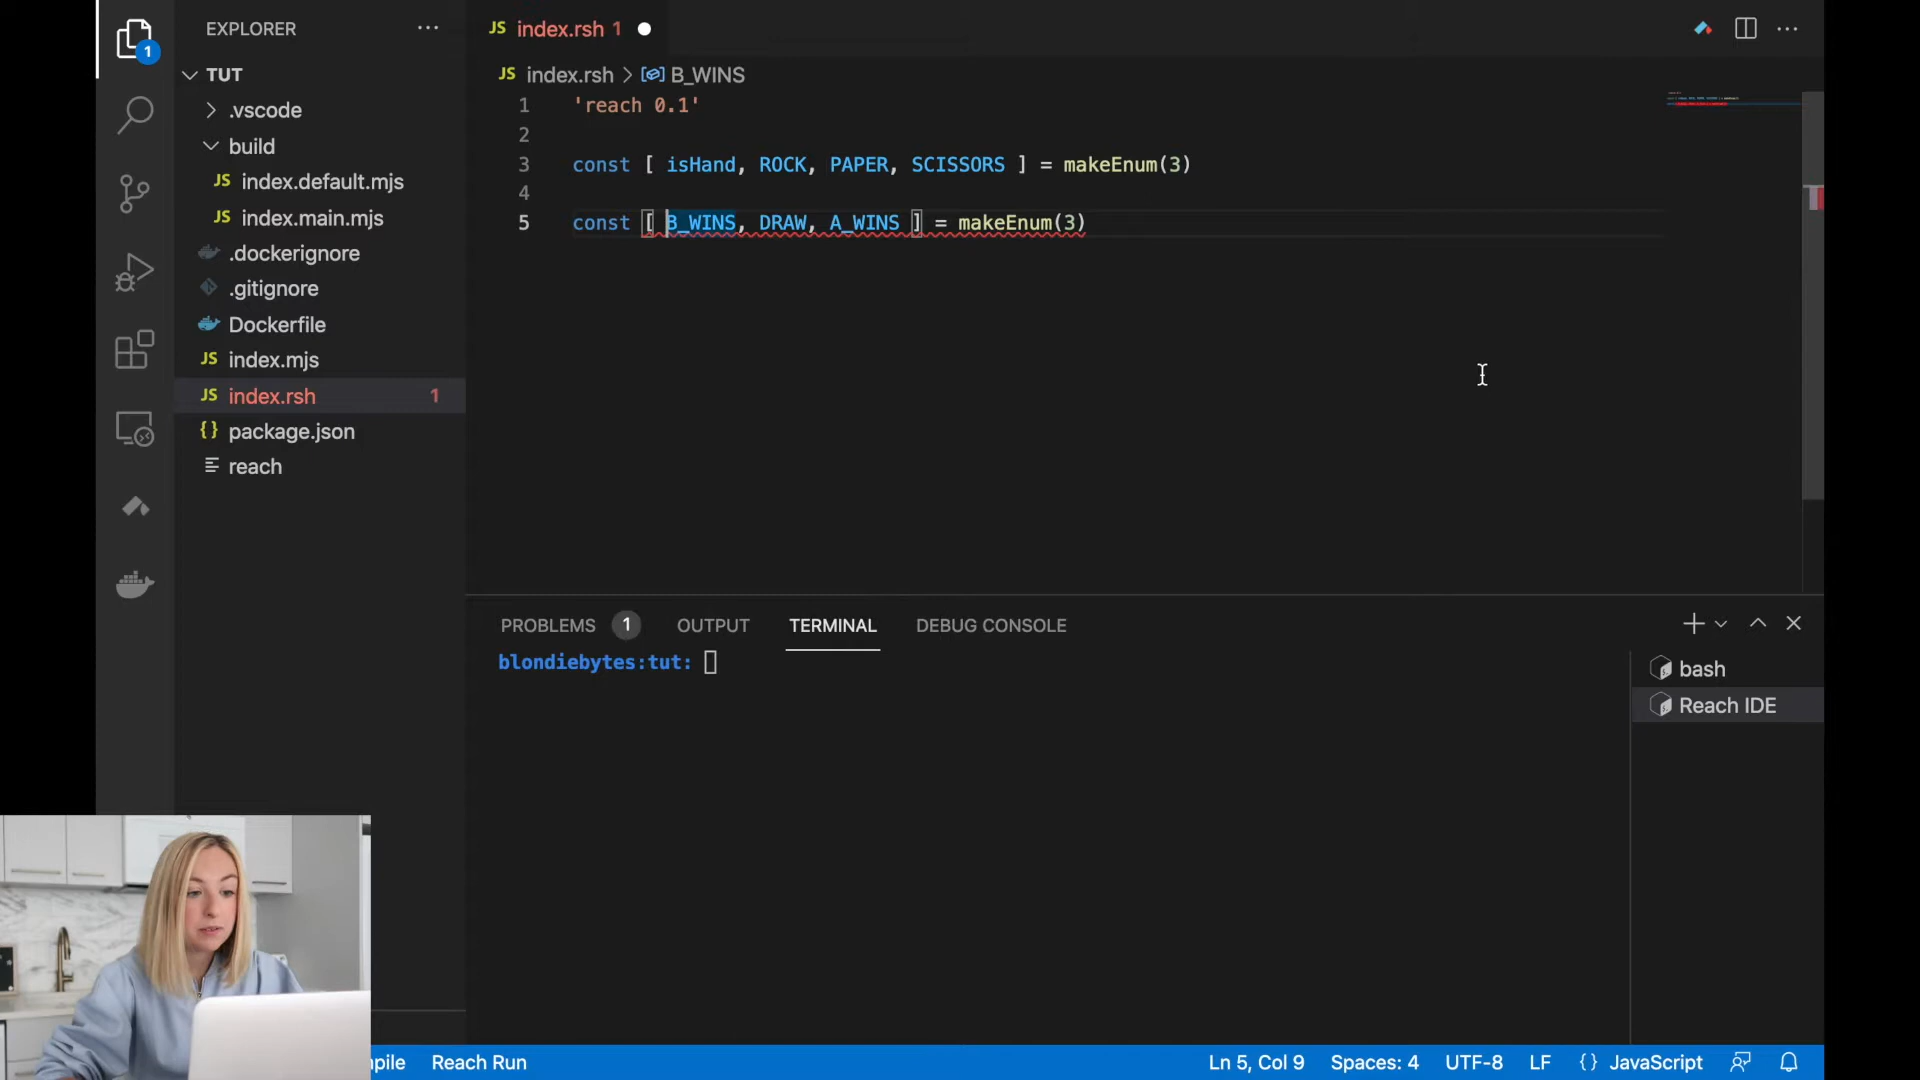 EXPLORER
TUT
.vscode
build
JS index.default.mjs
JS index.main.mjs
.dockerignore
.gitignore
Dockerfile
JS index.mjs
JS index.rsh 1
{} package.json
reach
1
JS index.rsh 1
JS index.rsh > B_WINS
1 'reach 0.1'
2
3 const [ isHand, ROCK, PAPER, SCISSORS ] = makeEnum(3)
4
5 const [ B_WINS, DRAW, A_WINS ] = makeEnum(3)
PROBLEMS 1 OUTPUT TERMINAL DEBUG CONSOLE
blondiebytes:tut:
bash
Reach IDE
Reach Run Ln 5, Col 9 Spaces: 4 UTF-8 LF {} JavaScript